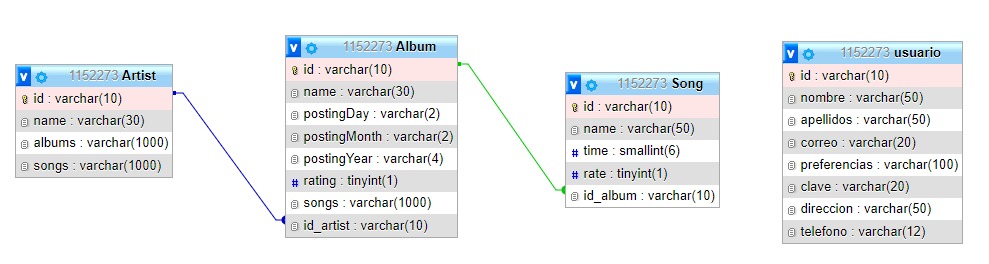 1152273 Artist
id : varchar(10)
name : varchar(30)
albums : varchar(1000)
songs : varchar(1000)
1152273 Album
id : varchar(10)
name : varchar(30)
postingDay : varchar(2)
postingMonth : varchar(2)
postingYear : varchar(4)
# rating : tinyint(1)
songs : varchar(1000)
id_artist : varchar(10)
1152273 Song
id : varchar(10)
name : varchar(50)
# time : smallint(6)
# rate : tinyint(1)
id_album : varchar(10)
1152273 usuario
id : varchar(10)
nombre : varchar(50)
apellidos : varchar(50)
correo : varchar(20)
preferencias : varchar(100)
clave : varchar(20)
direccion : varchar(50)
telefono : varchar(12)